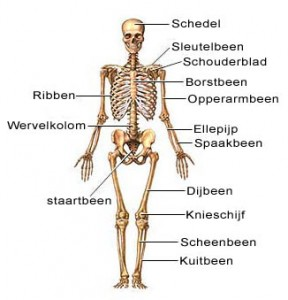 Schedel
Sleutelbeen
Schouderblad
Borstbeen
Ribben
Opperarmbeen
Wervelkolom
Ellepijp
Spaakbeen
staartbeen
Dijbeen
Knieschijf
Scheenbeen
Kuitbeen